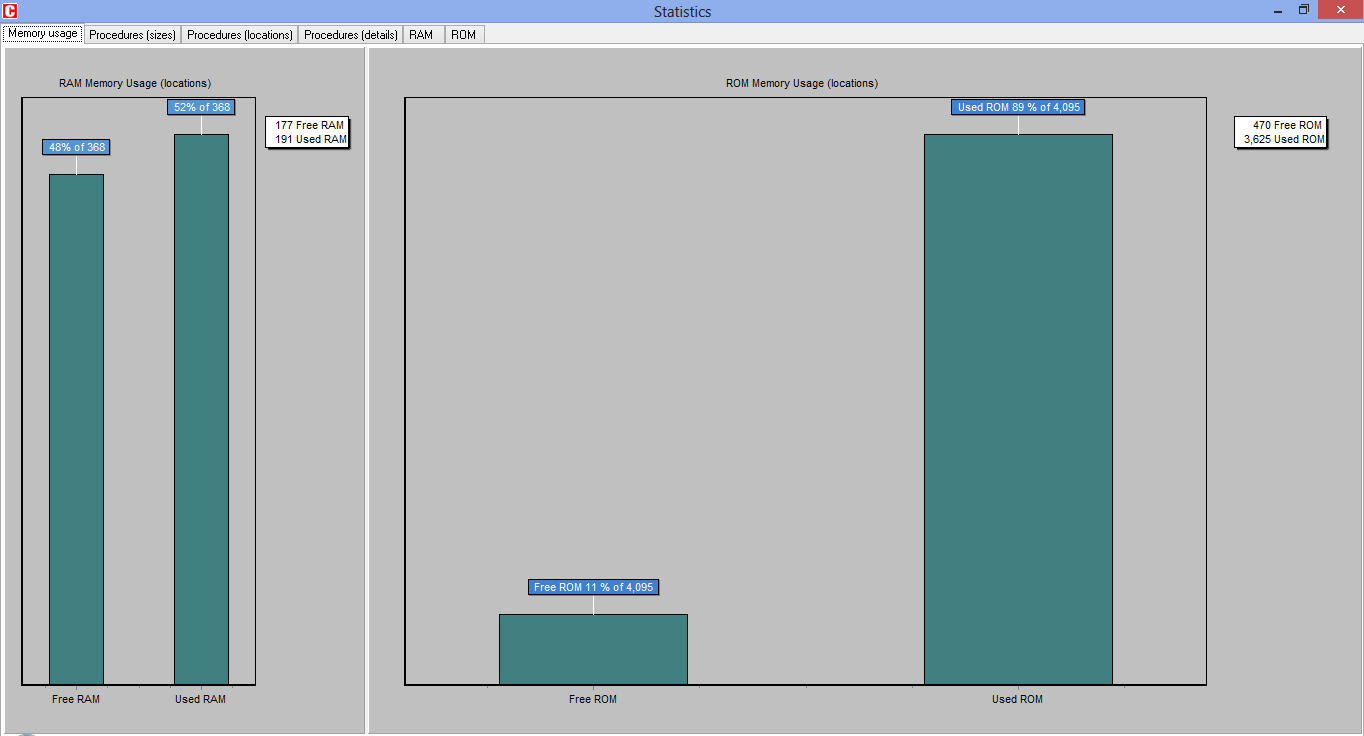 Statistics
Memory usage
Procedures (sizes)
Procedures (locations)
Procedures (details)
RAM
ROM
RAM Memory Usage (locations)
52% of 368
48% of 368
177 Free RAM
191 Used RAM
Free RAM
Used RAM
ROM Memory Usage (locations)
Used ROM 89 % of 4,095
470 Free ROM
3,625 Used ROM
Free ROM 11 % of 4,095
Free ROM
Used ROM